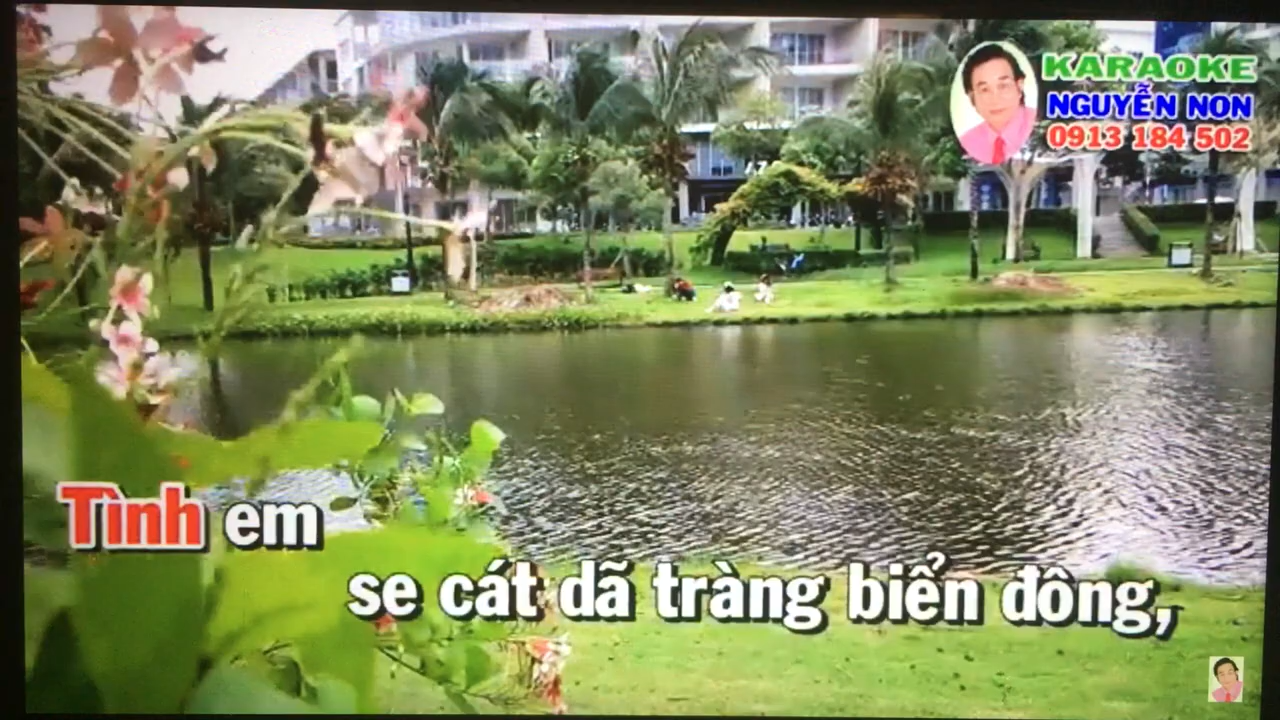 KARAOKE
NGUYỄN NON
0913 184 502
Tình em
se cát dã tràng biển đông,